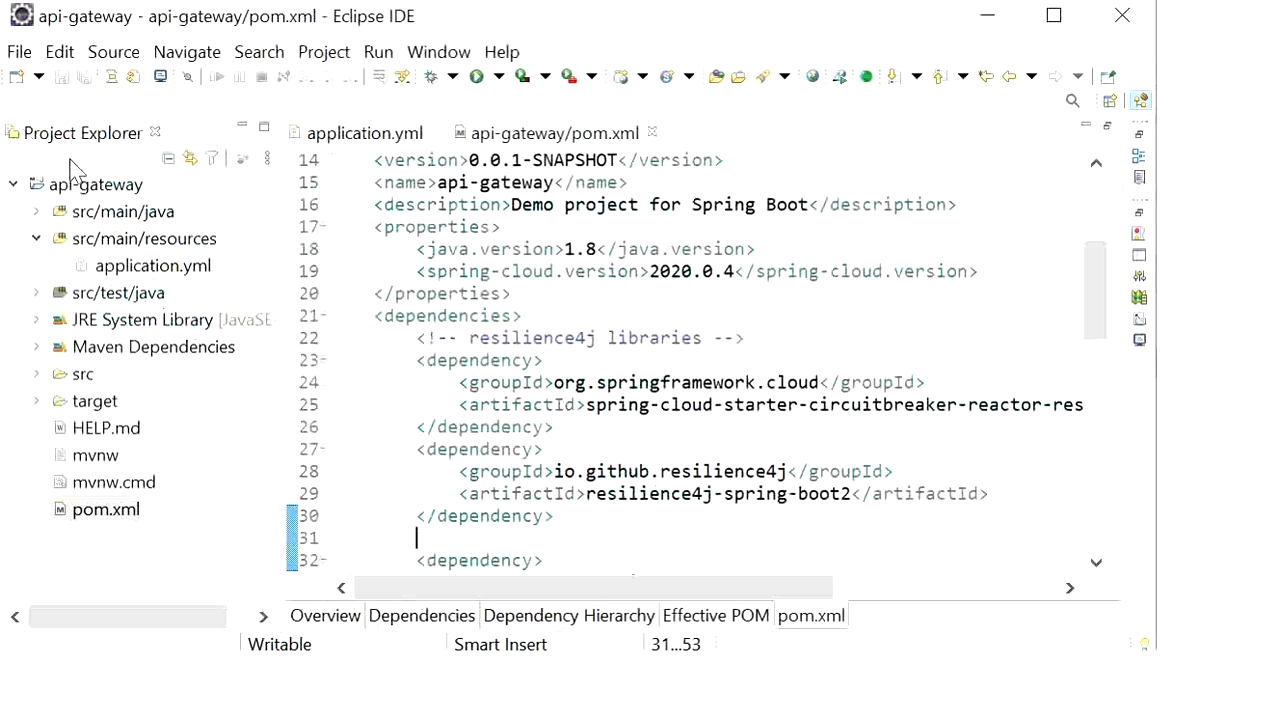 api-gateway - api-gateway/pom.xml - Eclipse IDE
File Edit Source Navigate Search Project Run Window Help
Project Explorer
api-gateway
src/main/java
src/main/resources
application.yml
src/test/java
JRE System Library [JavaSE-
Maven Dependencies
src
target
HELP.md
mvnw
mvnw.cmd
pom.xml
application.yml api-gateway/pom.xml
14 <version>0.0.1-SNAPSHOT</version>
15 <name>api-gateway</name>
16 <description>Demo project for Spring Boot</description>
17 <properties>
18 <java.version>1.8</java.version>
19 <spring-cloud.version>2020.0.4</spring-cloud.version>
20 </properties>
21 <dependencies>
22 <!-- resilience4j libraries -->
23 <dependency>
24 <groupId>org.springframework.cloud</groupId>
25 <artifactId>spring-cloud-starter-circuitbreaker-reactor-res
26 </dependency>
27 <dependency>
28 <groupId>io.github.resilience4j</groupId>
29 <artifactId>resilience4j-spring-boot2</artifactId>
30 </dependency>
31
32 <dependency>
Overview Dependencies Dependency Hierarchy Effective POM pom.xml
Writable Smart Insert 31...53